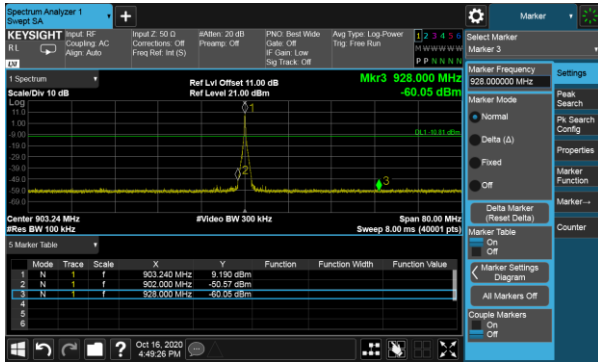 Spectrum Analyzer 1
Swept SA
Marker
KEYSIGHT
RL
Input: RF
Coupling: AC
Align: Auto
Input Z: 50 Ω
Corrections: Off
Freq Ref: Int (S)
#Atten: 20 dB
Preamp: Off
PNO: Best Wide
Gate: Off
IF Gain: Low
Sig Track: Off
Avg Type: Log-Power
Trig: Free Run
1 2 3 4 5 6
M W W W W W
P P N N N N
Select Marker
Marker 3
1 Spectrum
Scale/Div 10 dB
Ref Lvl Offset 11.00 dB
Ref Level 21.00 dBm
Mkr3 928.000 MHz
-60.05 dBm
Log
11.0
1.00
-9.00
-19.0
-29.0
-39.0
-49.0
-59.0
-69.0
1
2
3
DL1 -10.81 dBm
Center 903.24 MHz
#Res BW 100 kHz
#Video BW 300 kHz
Span 80.00 MHz
Sweep 8.00 ms (40001 pts)
5 Marker Table
Mode Trace Scale X Y Function Function Width Function Value
1 N 1 f 903.240 MHz 9.190 dBm
2 N 1 f 902.000 MHz -50.57 dBm
3 N 1 f 928.000 MHz -60.05 dBm
4
5
6
Marker Frequency
928.000000 MHz
Marker Mode
Normal
Delta (Δ)
Fixed
Off
Delta Marker
(Reset Delta)
Marker Table
On
Off
Marker Settings
Diagram
All Markers Off
Couple Markers
On
Off
Settings
Peak
Search
Pk Search
Config
Properties
Marker
Function
Marker→
Counter
?
Oct 16, 2020
4:49:26 PM